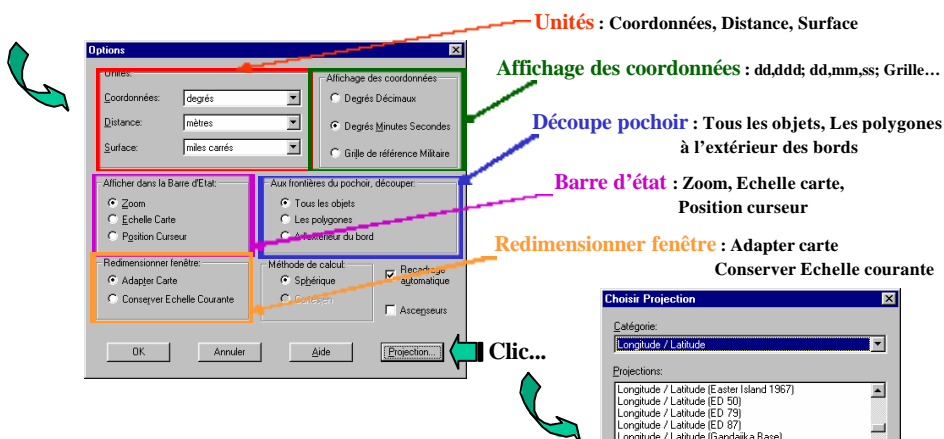 Unités : Coordonnées, Distance, Surface
Options
Unités:
Coordonnées: degrés
Distance: mètres
Surface: miles carrés
Affichage des coordonnées
Degrés Décimaux
Degrés Minutes Secondes
Grille de référence Militaire
Affichage des coordonnées : dd,ddd; dd,mm,ss; Grille…
Découpe pochoir : Tous les objets, Les polygones
à l’extérieur des bords
Afficher dans la Barre d'Etat:
Zoom
Echelle Carte
Position Curseur
Aux frontières du pochoir, découper:
Tous les objets
Les polygones
A l'extérieur du bord
Barre d’état : Zoom, Echelle carte,
Position curseur
Redimensionner fenêtre:
Adapter Carte
Conserver Echelle Courante
Méthode de calcul:
Sphérique
Cartésien
Recadrage
automatique
Ascenseurs
Redimensionner fenêtre : Adapter carte
Conserver Echelle courante
OK Annuler Aide Projection...
Clic...
Choisir Projection
Catégorie:
Longitude / Latitude
Projections:
Longitude / Latitude (Easter Island 1967)
Longitude / Latitude (ED 50)
Longitude / Latitude (ED 79)
Longitude / Latitude (ED 87)
Longitude / Latitude (Gandajika Base)